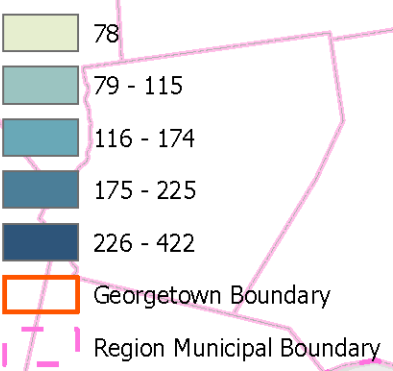 78
79 - 115
116 - 174
175 - 225
226 - 422
Georgetown Boundary
Region Municipal Boundary